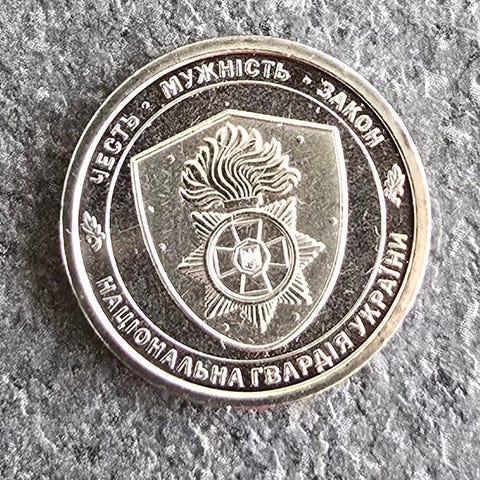 ЧЕСТЬ · МУЖНІСТЬ · ЗАКОН
НАЦІОНАЛЬНА ГВАРДІЯ УКРАЇНИ